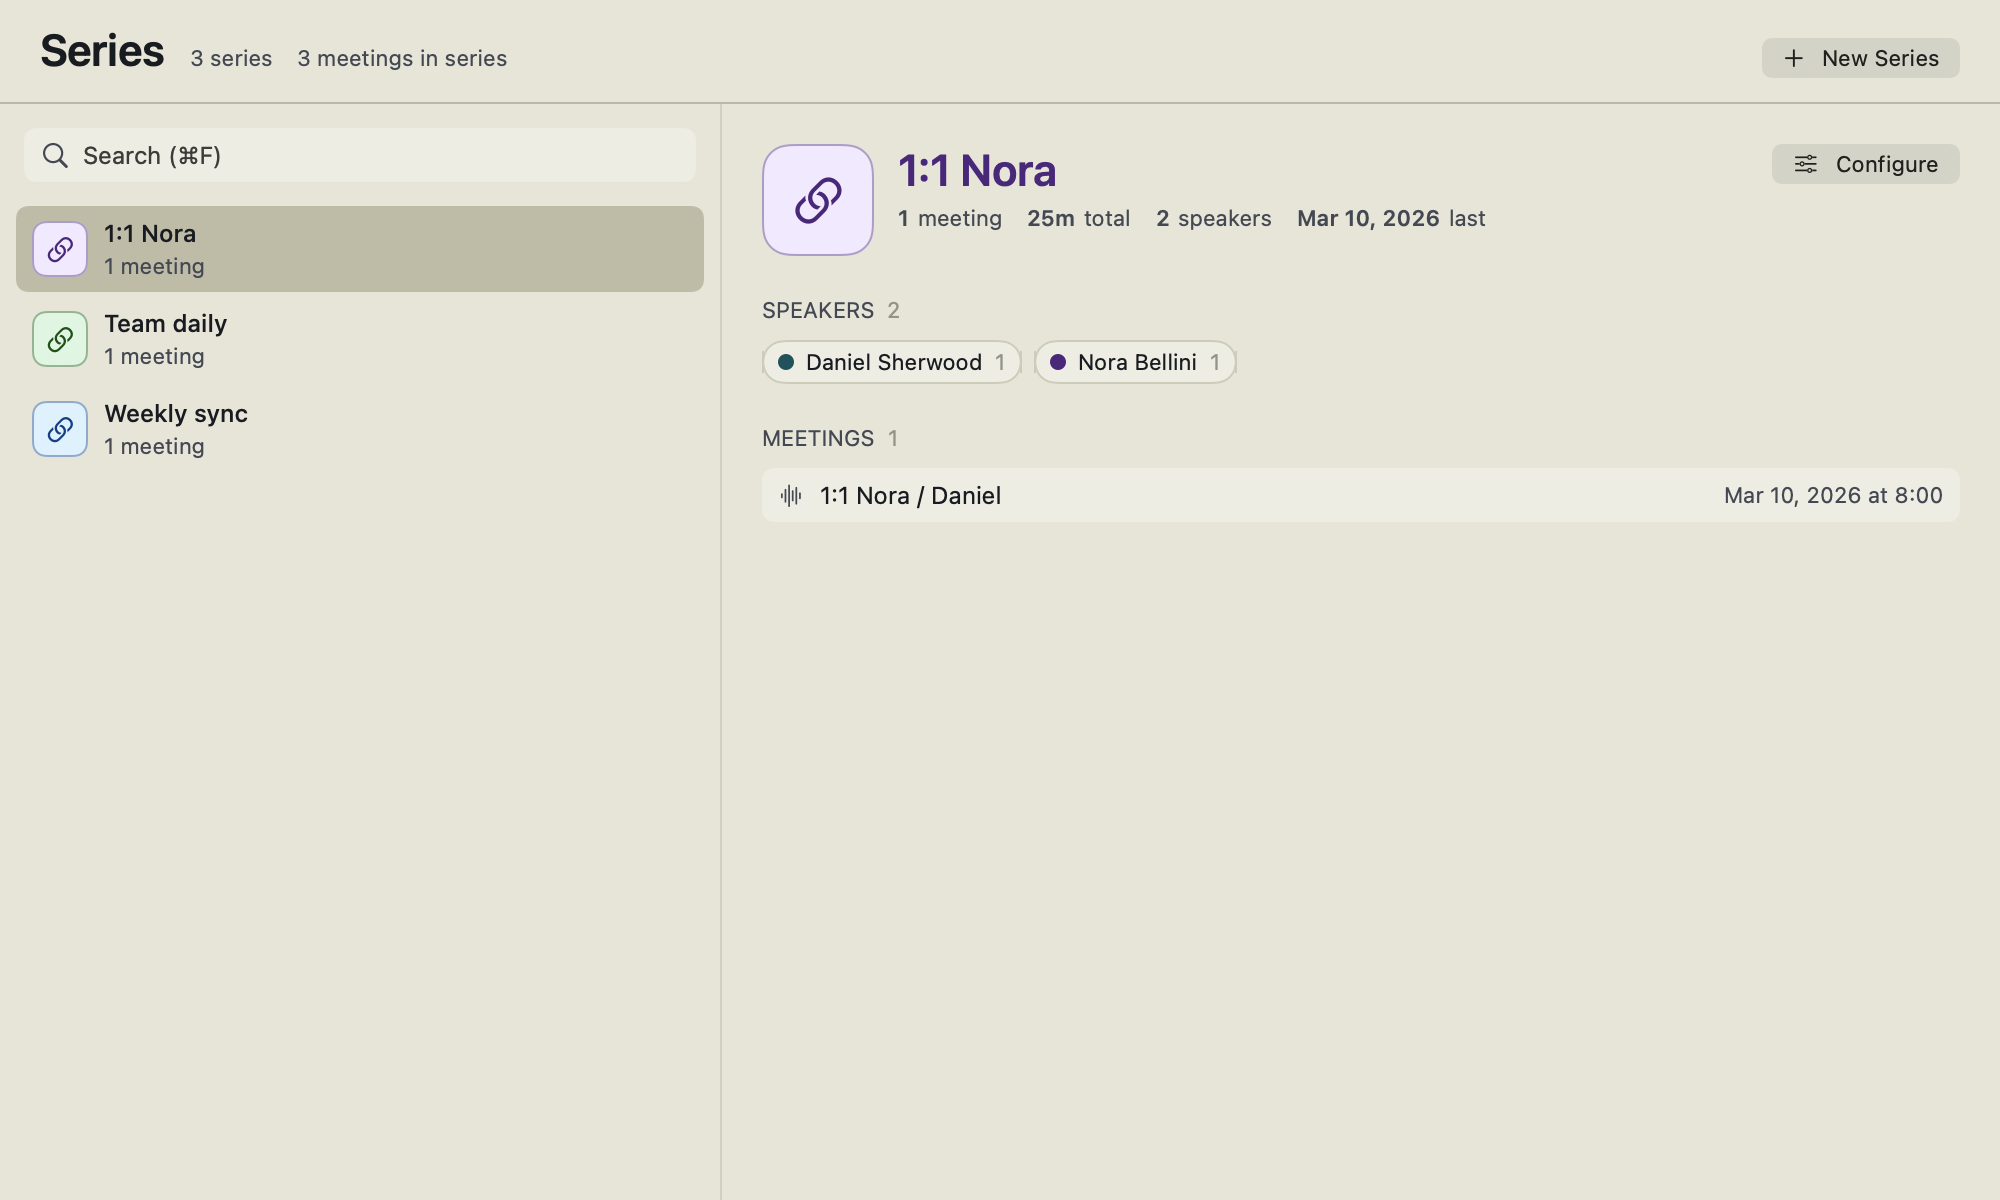 Series
3 series
3 meetings in series
New Series
Search (⌘F)
1:1 Nora
1 meeting
Team daily
1 meeting
Weekly sync
1 meeting
1:1 Nora
Configure
1 meeting 25m total 2 speakers Mar 10, 2026 last
SPEAKERS 2
Daniel Sherwood 1
Nora Bellini 1
MEETINGS 1
1:1 Nora / Daniel
Mar 10, 2026 at 8:00